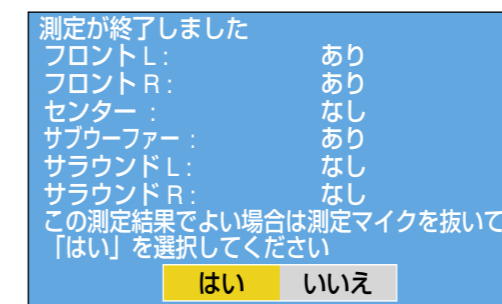 測定が終了しました
フロント L : あり
フロント R : あり
センター : なし
サブウーファー : あり
サラウンド L : なし
サラウンド R : なし
この測定結果でよい場合は測定マイクを抜いて
「はい」を選択してください
はい いいえ